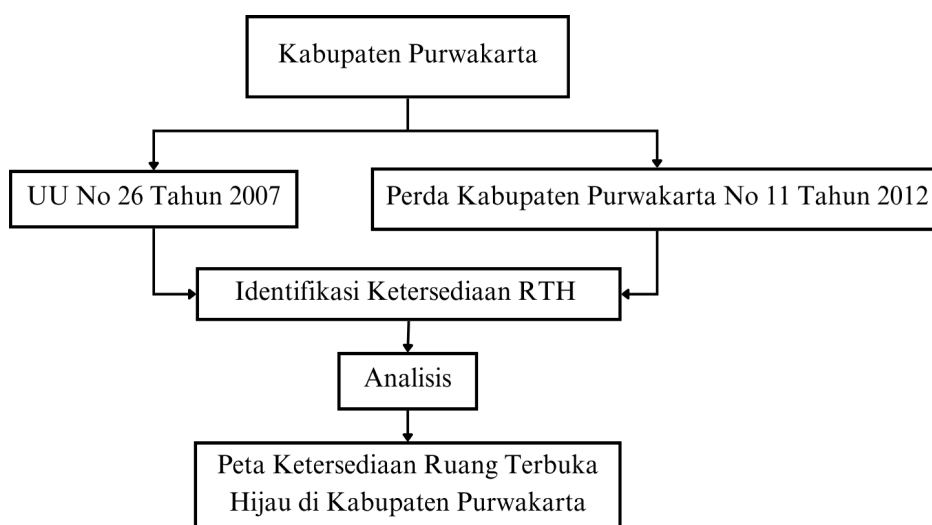 Kabupaten Purwakarta
UU No 26 Tahun 2007
Perda Kabupaten Purwakarta No 11 Tahun 2012
Identifikasi Ketersediaan RTH
Analisis
Peta Ketersediaan Ruang Terbuka
Hijau di Kabupaten Purwakarta